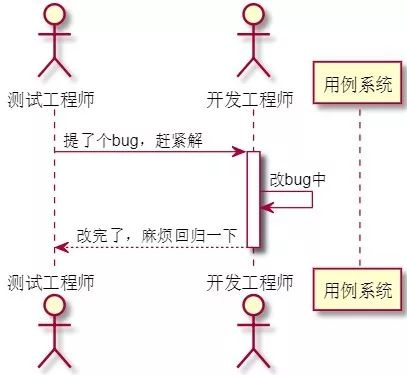 测试工程师
开发工程师
用例系统
提了个bug，赶紧解
改bug中
改完了，麻烦回归一下
测试工程师
开发工程师
用例系统